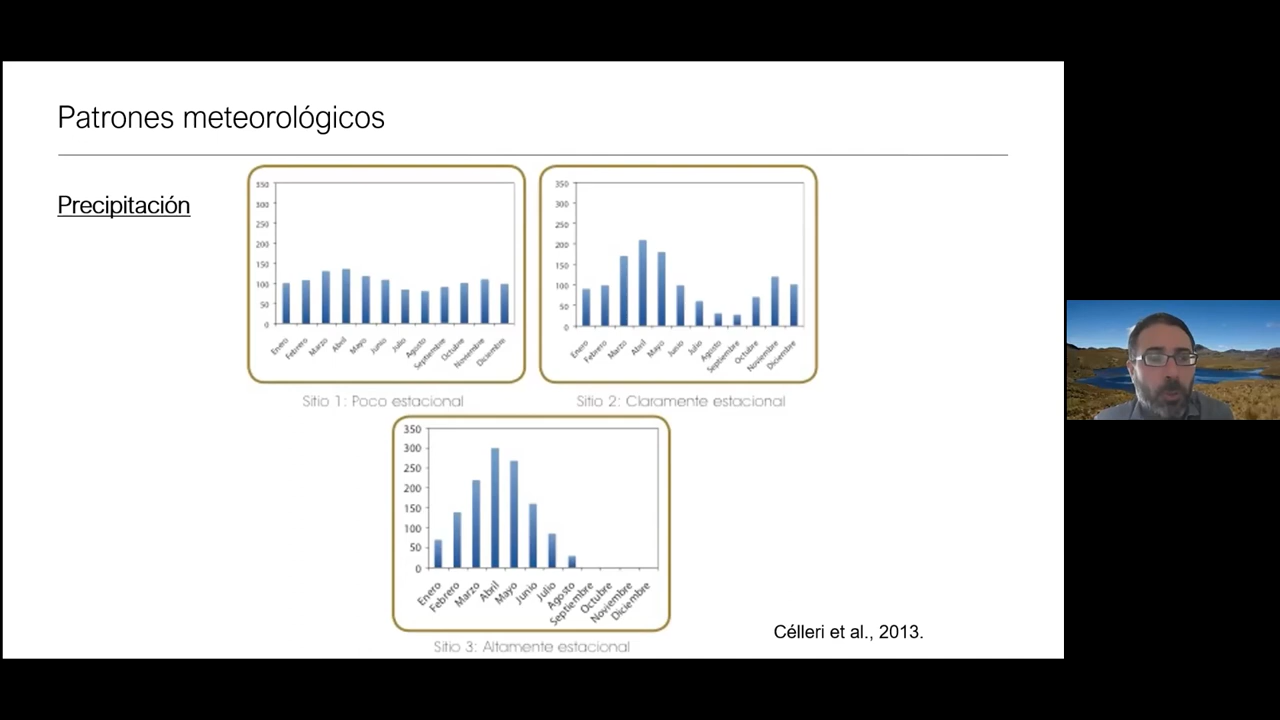 Patrones meteorológicos
Precipitación
350
300
250
200
150
100
50
0
Enero
Febrero
Marzo
Abril
Mayo
Junio
Julio
Agosto
Septiembre
Octubre
Noviembre
Diciembre
Sitio 1: Poco estacional
350
300
250
200
150
100
50
0
Enero
Febrero
Marzo
Abril
Mayo
Junio
Julio
Agosto
Septiembre
Octubre
Noviembre
Diciembre
Sitio 2: Claramente estacional
350
300
250
200
150
100
50
0
Enero
Febrero
Marzo
Abril
Mayo
Junio
Julio
Agosto
Septiembre
Octubre
Noviembre
Diciembre
Sitio 3: Altamente estacional
Célleri et al., 2013.